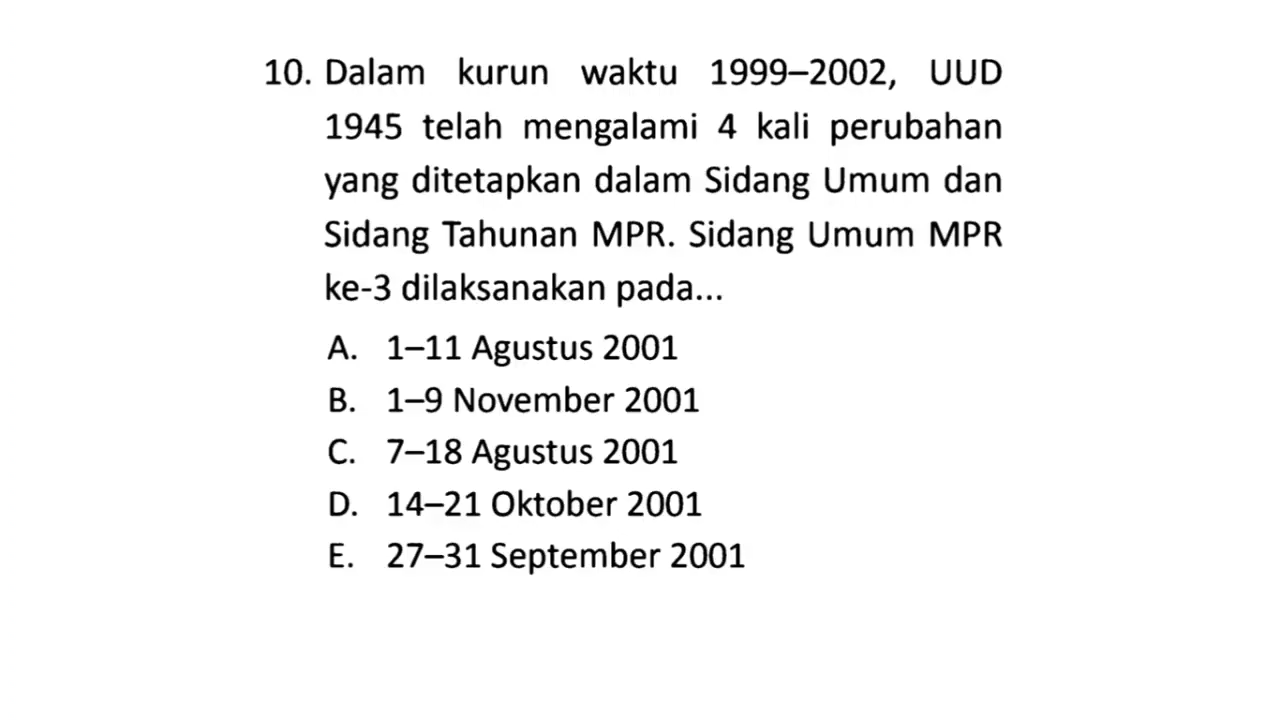 10. Dalam kurun waktu 1999–2002, UUD
1945 telah mengalami 4 kali perubahan
yang ditetapkan dalam Sidang Umum dan
Sidang Tahunan MPR. Sidang Umum MPR
ke-3 dilaksanakan pada...
A. 1–11 Agustus 2001
B. 1–9 November 2001
C. 7–18 Agustus 2001
D. 14–21 Oktober 2001
E. 27–31 September 2001